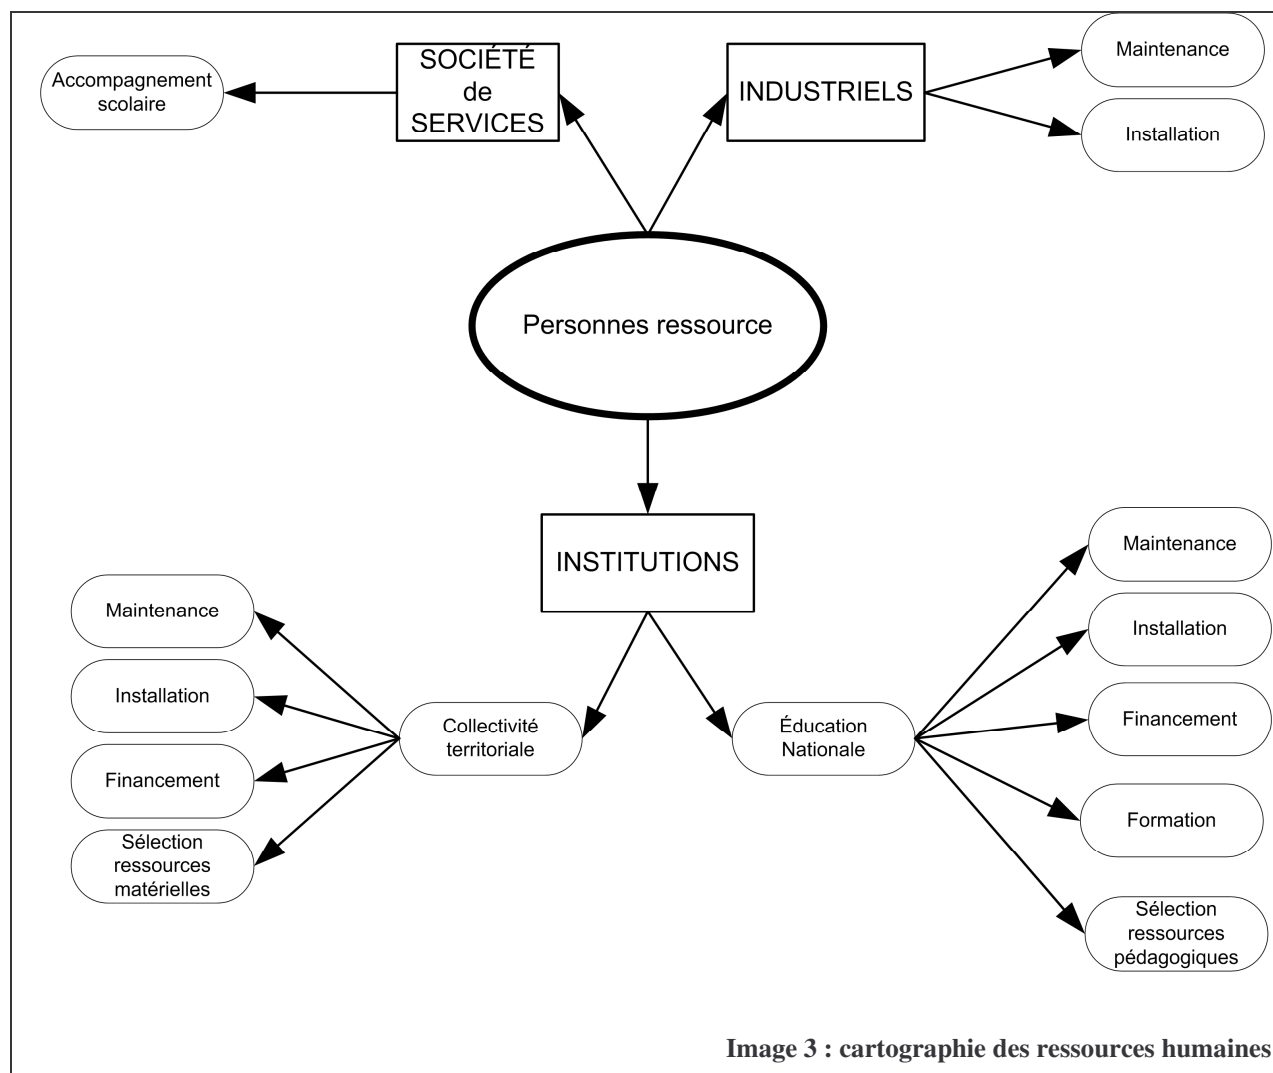 Accompagnement
scolaire
SOCIÉTÉ
de
SERVICES
INDUSTRIELS
Maintenance
Installation
Personnes ressource
INSTITUTIONS
Maintenance
Installation
Financement
Sélection
ressources
matérielles
Collectivité
territoriale
Éducation
Nationale
Maintenance
Installation
Financement
Formation
Sélection
ressources
pédagogiques
Image 3 : cartographie des ressources humaines